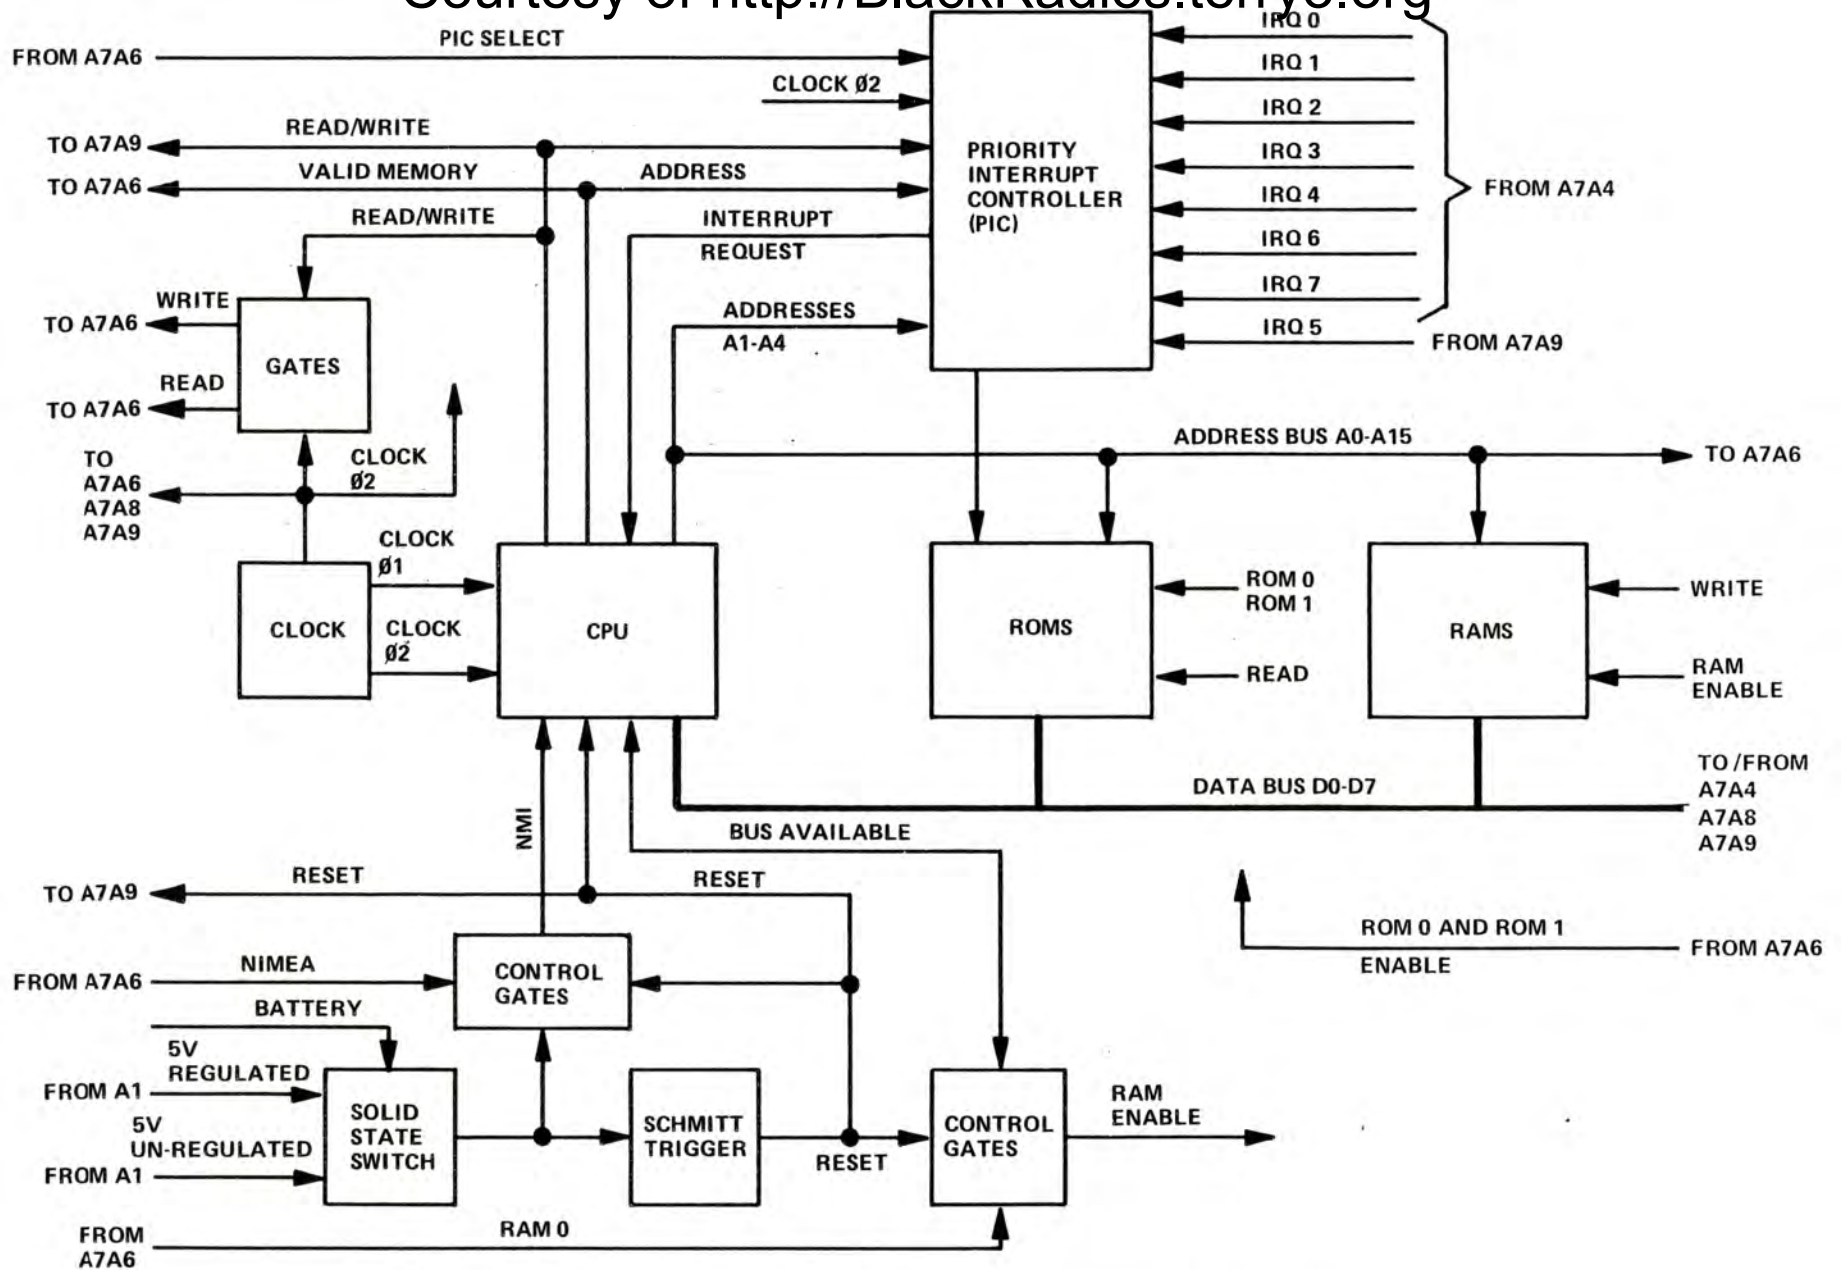 Courtesy of http://BlackRadios.terryo.org
FROM A7A6
PIC SELECT
CLOCK Ø2
TO A7A9
READ/WRITE
TO A7A6
VALID MEMORY
ADDRESS
READ/WRITE
INTERRUPT
REQUEST
ADDRESSES
A1-A4
PRIORITY
INTERRUPT
CONTROLLER
(PIC)
IRQ 0
IRQ 1
IRQ 2
IRQ 3
IRQ 4
IRQ 6
IRQ 7
IRQ 5
FROM A7A4
FROM A7A9
WRITE
TO A7A6
READ
TO A7A6
GATES
TO
A7A6
A7A8
A7A9
CLOCK
Ø2
CLOCK
Ø1
CLOCK
Ø2
CLOCK
CPU
ADDRESS BUS A0-A15
TO A7A6
ROMS
ROM 0
ROM 1
READ
RAMS
WRITE
RAM
ENABLE
DATA BUS D0-D7
TO/FROM
A7A4
A7A8
A7A9
NMI
BUS AVAILABLE
TO A7A9
RESET
RESET
ROM 0 AND ROM 1
ENABLE
FROM A7A6
FROM A7A6
NIMEA
CONTROL
GATES
BATTERY
5V
REGULATED
FROM A1
5V
UN-REGULATED
FROM A1
SOLID
STATE
SWITCH
SCHMITT
TRIGGER
RESET
CONTROL
GATES
RAM
ENABLE
FROM
A7A6
RAM 0